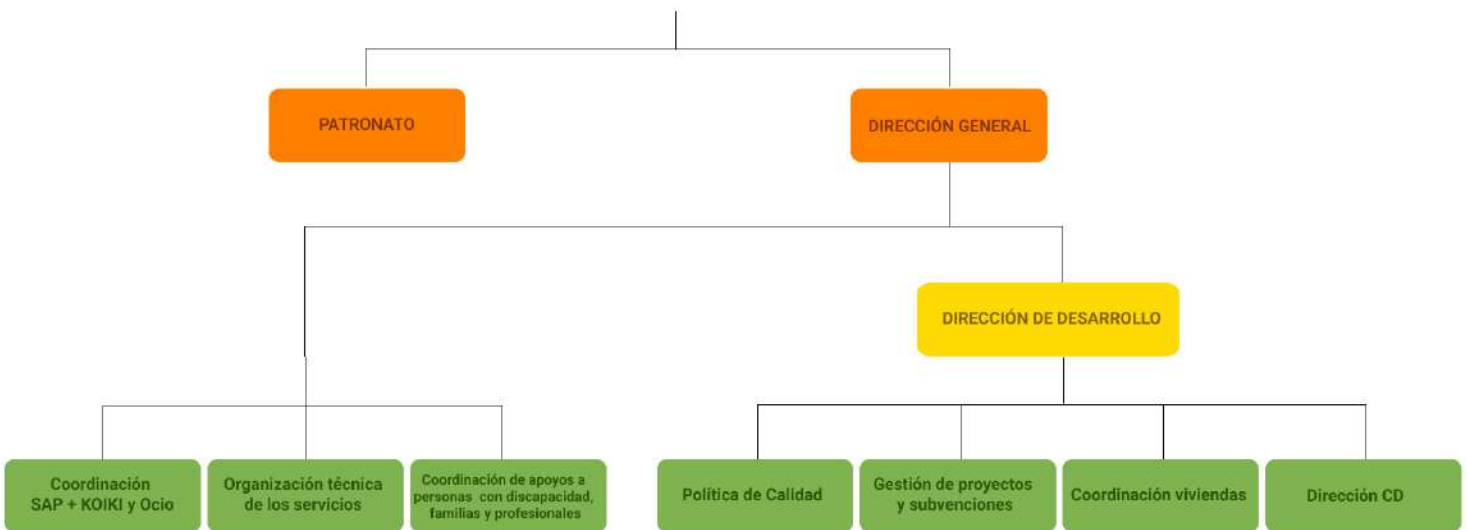 PATRONATO
DIRECCIÓN GENERAL
DIRECCIÓN DE DESARROLLO
Coordinación
SAP + KOIKI y Ocio
Organización técnica
de los servicios
Coordinación de apoyos a
personas con discapacidad,
familias y profesionales
Política de Calidad
Gestión de proyectos
y subvenciones
Coordinación viviendas
Dirección CD